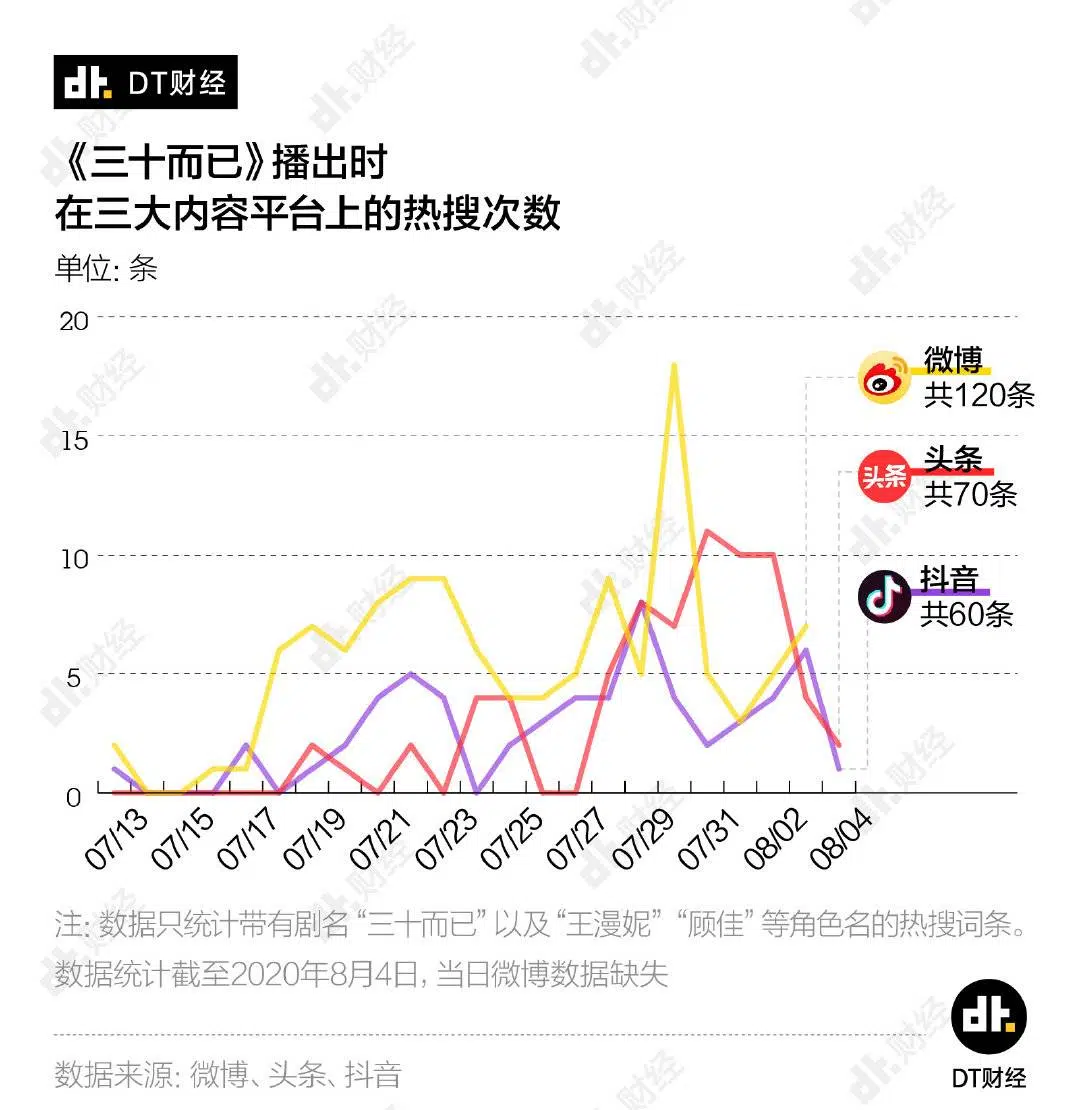 dt. DT财经
《三十而已》播出时
在三大内容平台上的热搜次数
单位: 条
20
15
10
5
0
微博
共120条
头条
头条
共70条
抖音
共60条
07/13
07/15
07/17
07/19
07/21
07/23
07/25
07/27
07/29
07/31
08/02
08/04
注: 数据只统计带有剧名“三十而已”以及“王漫妮”“顾佳”等角色名的热搜词条。
数据统计截至2020年8月4日, 当日微博数据缺失
数据来源: 微博、头条、抖音
dt.
DT财经